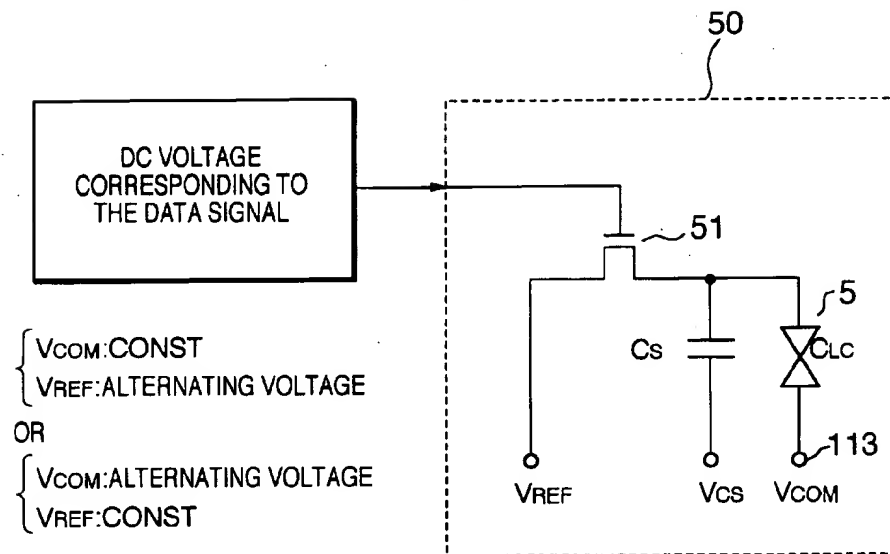 50
DC VOLTAGE
CORRESPONDING TO
THE DATA SIGNAL
51
5
CS
CLC
VCOM:CONST
VREF:ALTERNATING VOLTAGE
OR
VCOM:ALTERNATING VOLTAGE
VREF:CONST
113
VREF
VCS
VCOM